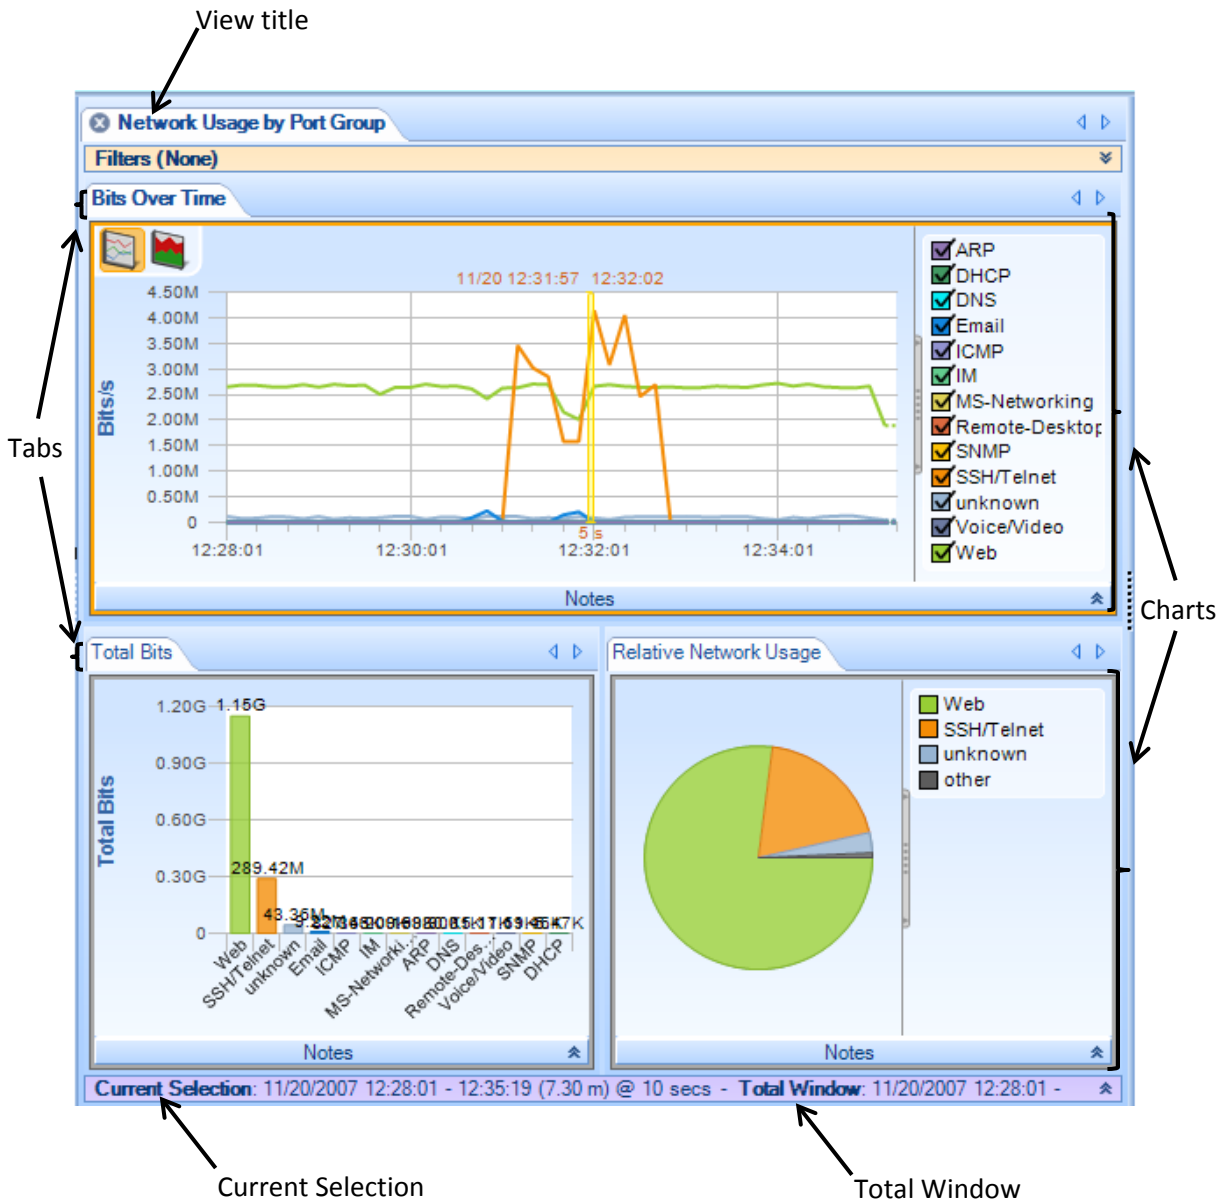 View title
Network Usage by Port Group
Filters (None)
Bits Over Time
11/20 12:31:57 12:32:02
4.50M
4.00M
3.50M
3.00M
2.50M
2.00M
1.50M
1.00M
0.50M
0
Bits/s
5 s
12:28:01
12:30:01
12:32:01
12:34:01
ARP
DHCP
DNS
Email
ICMP
IM
MS-Networking
Remote-Desktop
SNMP
SSH/Telnet
unknown
Voice/Video
Web
Notes
Tabs
Charts
Total Bits
1.20G
0.90G
0.60G
0.30G
0
Total Bits
1.15G
289.42M
43.35M
Web
SSH/Telnet
unknown
Email
ICMP
IM
MS-Networki...
ARP
DNS
Remote-Des...
Voice/Video
SNMP
DHCP
Notes
Relative Network Usage
Web
SSH/Telnet
unknown
other
Notes
Current Selection: 11/20/2007 12:28:01 - 12:35:19 (7.30 m) @ 10 secs - Total Window: 11/20/2007 12:28:01 -
Current Selection
Total Window